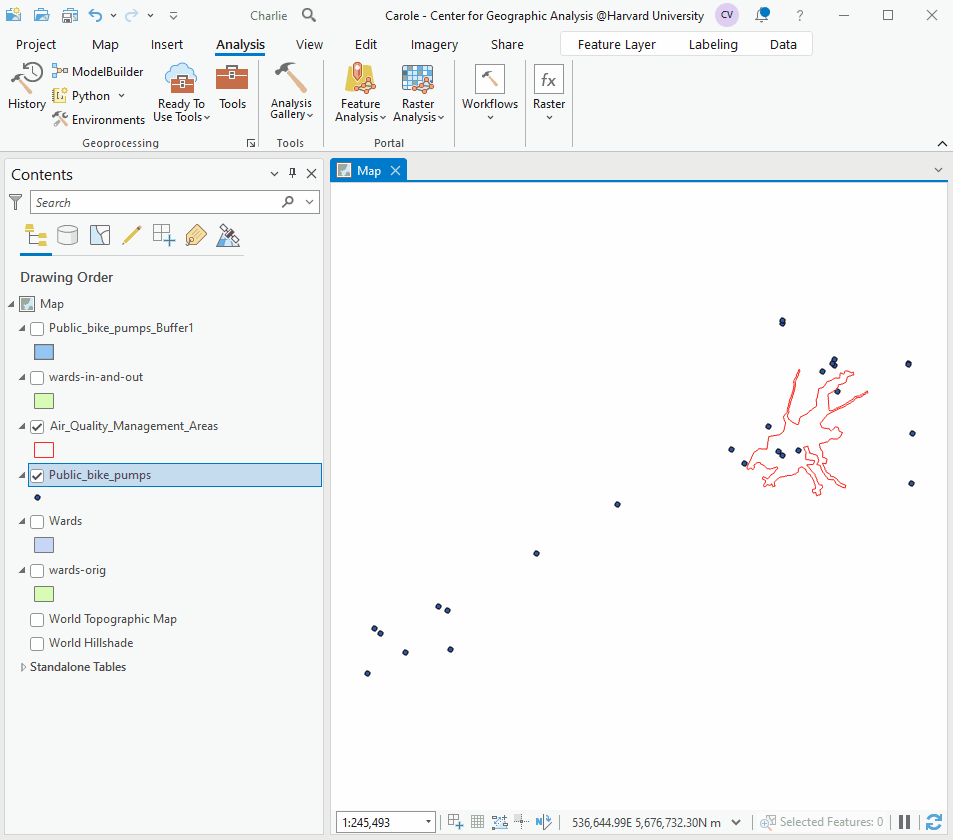 Charlie
Carole - Center for Geographic Analysis @Harvard University
CV
?
Project Map Insert Analysis View Edit Imagery Share Feature Layer Labeling Data
History
ModelBuilder
Python
Environments
Ready To
Use Tools
Tools
Geoprocessing
Analysis
Gallery
Tools
Feature
Analysis
Raster
Analysis
Portal
Workflows
fx
Raster
Contents
Search
Drawing Order
Map
Public_bike_pumps_Buffer1
wards-in-and-out
Air_Quality_Management_Areas
Public_bike_pumps
Wards
wards-orig
World Topographic Map
World Hillshade
Standalone Tables
Map
1:245,493
N
536,644.99E 5,676,732.30N m
Selected Features: 0